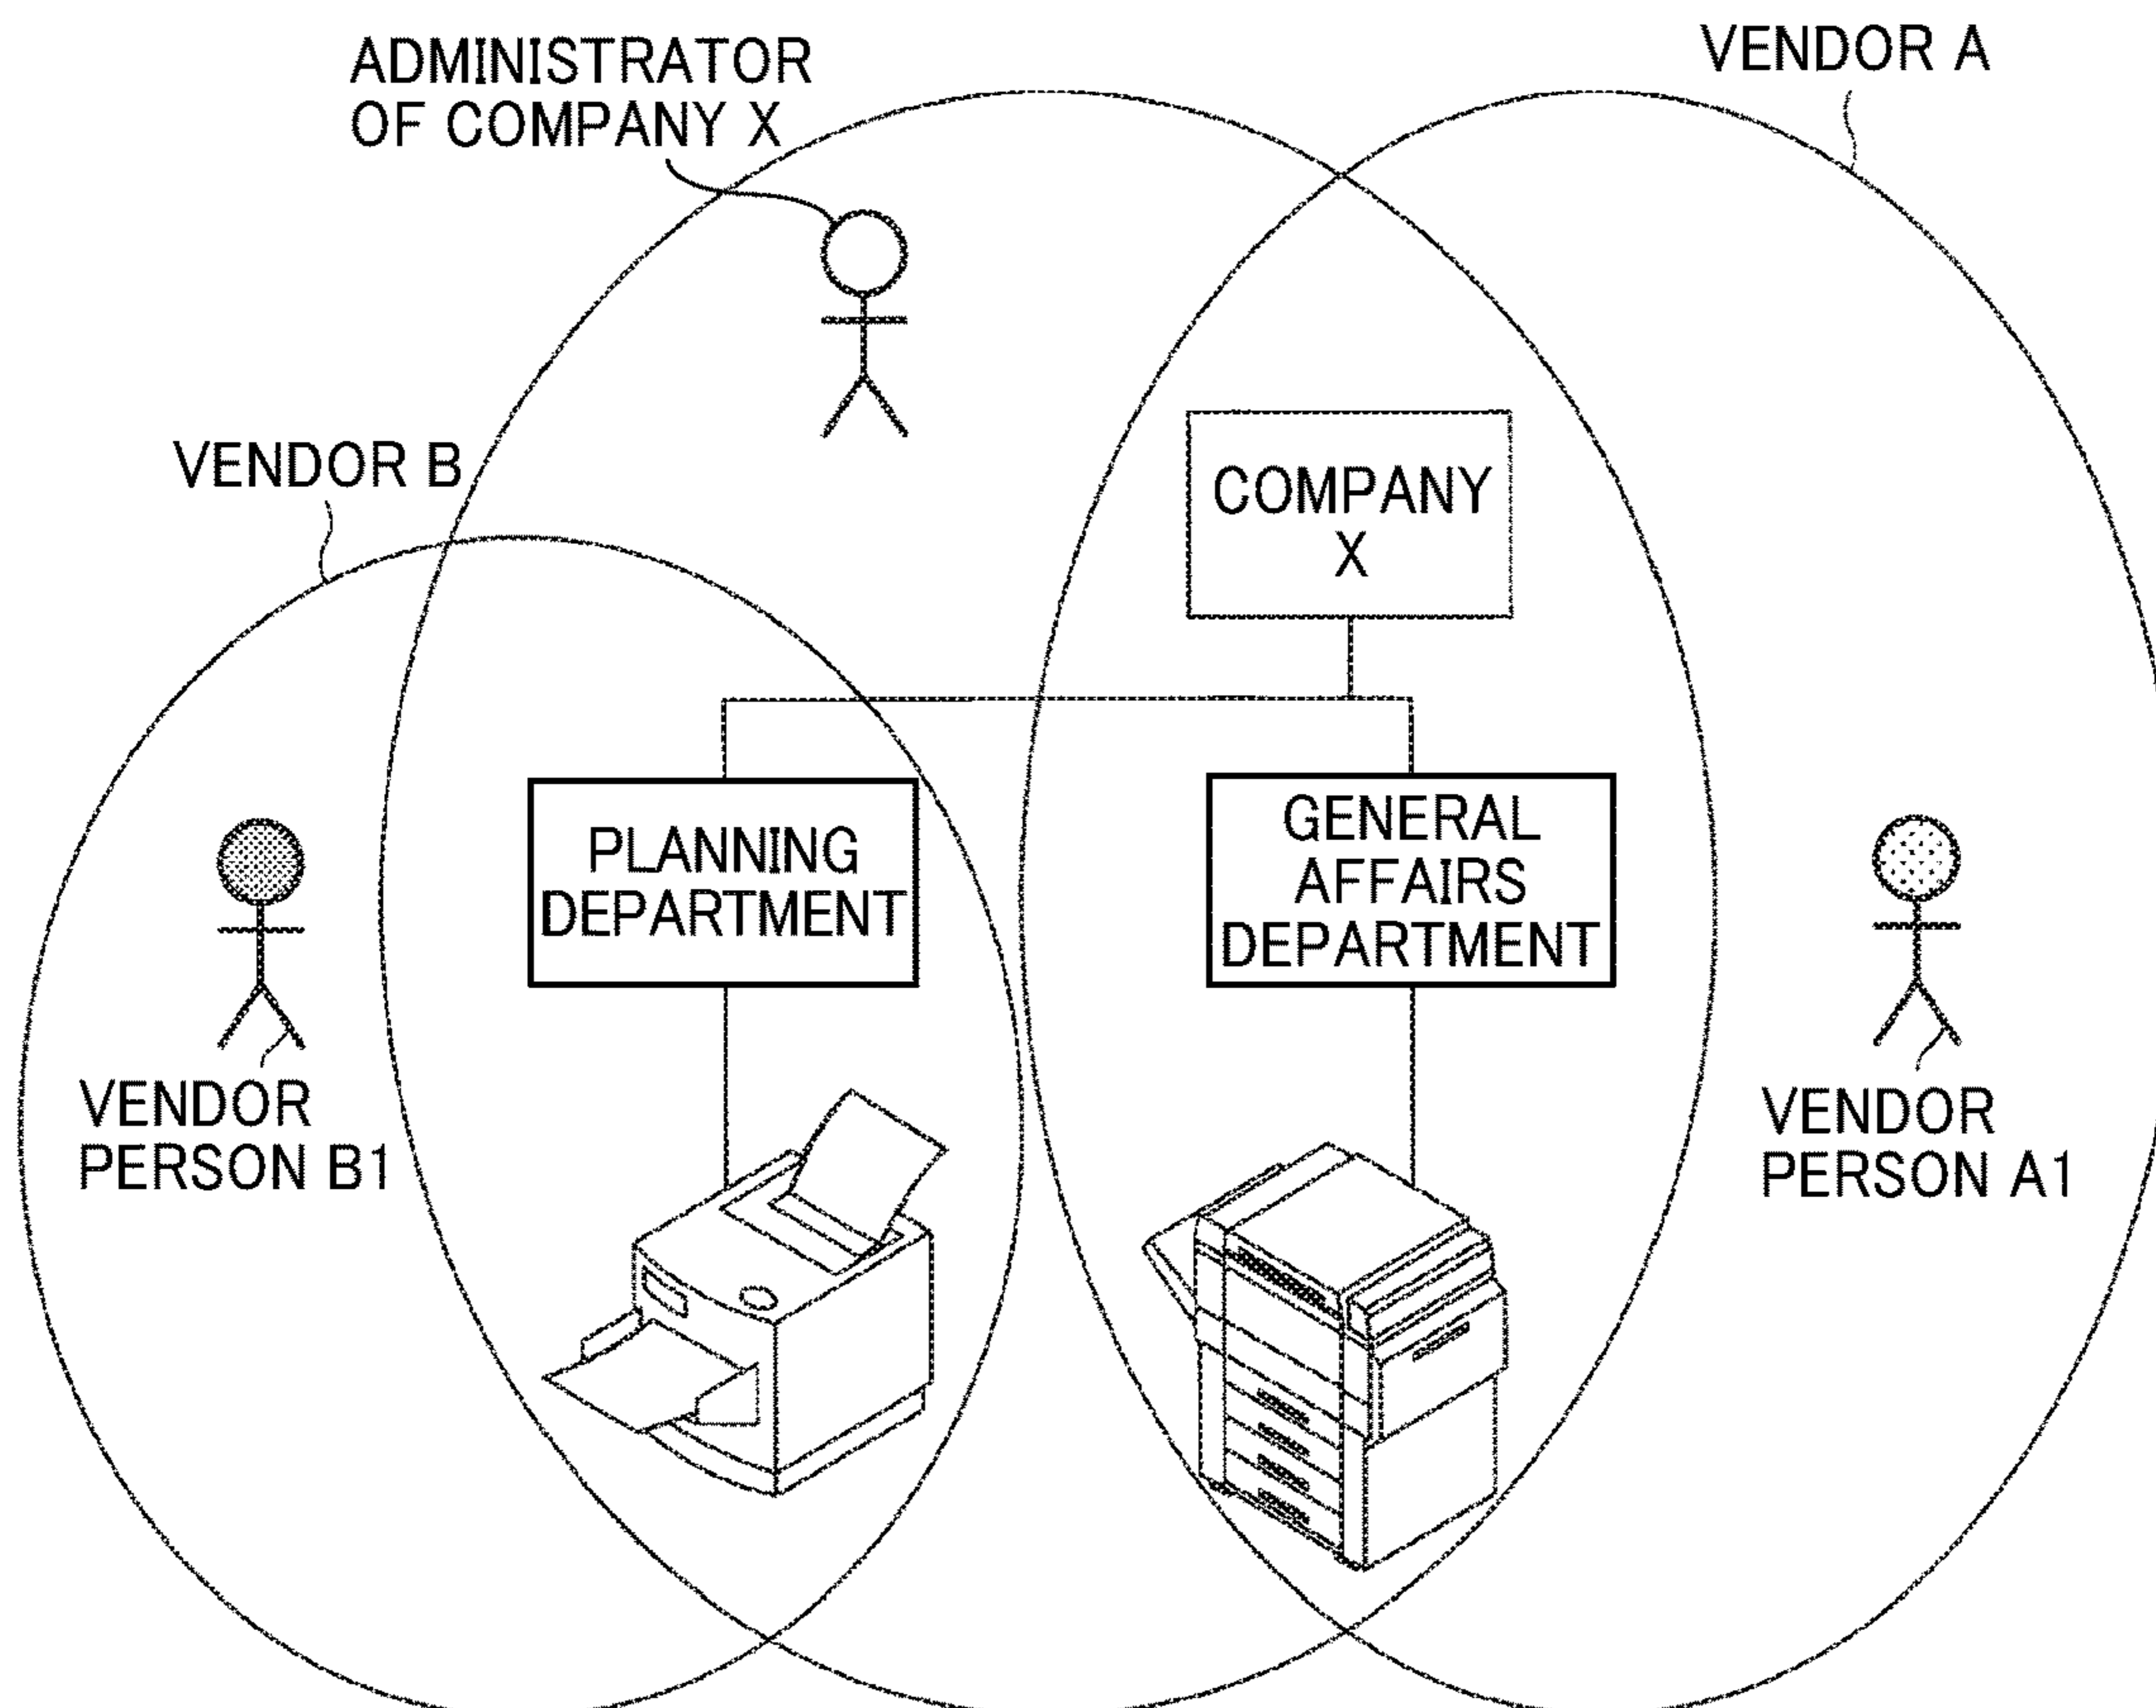 ADMINISTRATOR
OF COMPANY X
VENDOR A
VENDOR B
COMPANY
X
PLANNING
DEPARTMENT
GENERAL
AFFAIRS
DEPARTMENT
VENDOR
PERSON B1
VENDOR
PERSON A1